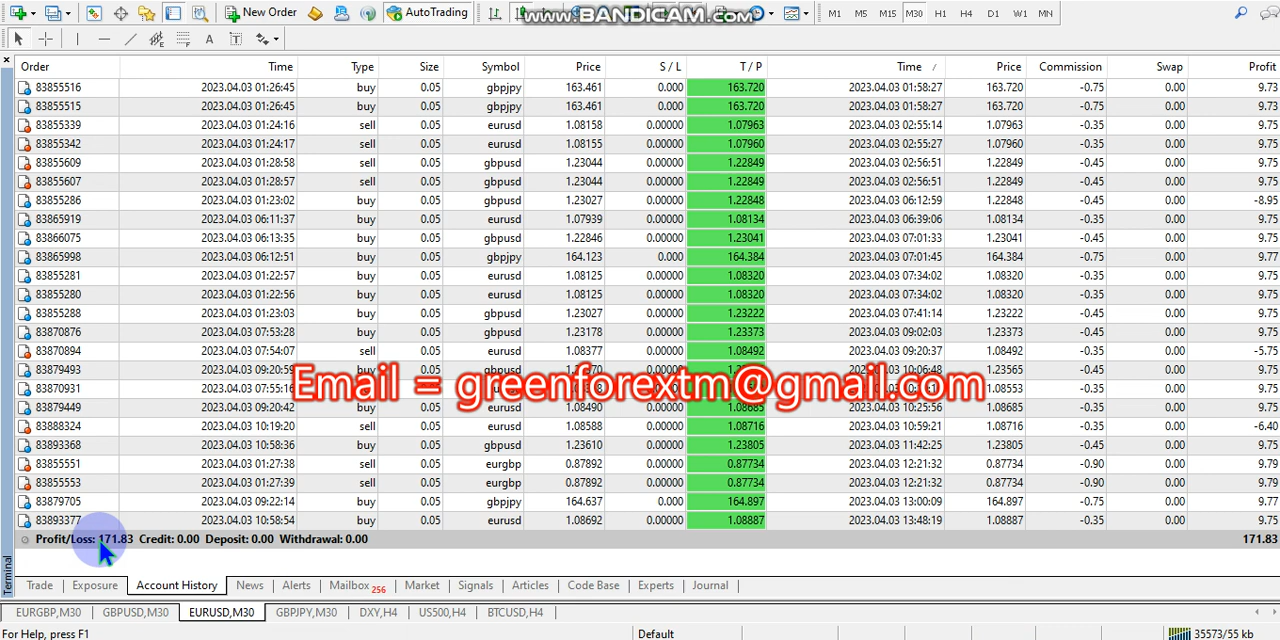 New Order AutoTrading M1 M5 M15 M30 H1 H4 D1 W1 MN
www.BANDICAM.com
A T
Order Time Type Size Symbol Price S / L T / P Time / Price Commission Swap Profit
83855516 2023.04.03 01:26:45 buy 0.05 gbpjpy 163.461 0.000 163.720 2023.04.03 01:58:27 163.720 -0.75 0.00 9.73
83855515 2023.04.03 01:26:45 buy 0.05 gbpjpy 163.461 0.000 163.720 2023.04.03 01:58:27 163.720 -0.75 0.00 9.73
83855339 2023.04.03 01:24:16 sell 0.05 eurusd 1.08158 0.00000 1.07963 2023.04.03 02:55:14 1.07963 -0.35 0.00 9.75
83855342 2023.04.03 01:24:17 sell 0.05 eurusd 1.08155 0.00000 1.07960 2023.04.03 02:55:27 1.07960 -0.35 0.00 9.75
83855609 2023.04.03 01:28:58 sell 0.05 gbpusd 1.23044 0.00000 1.22849 2023.04.03 02:56:51 1.22849 -0.45 0.00 9.75
83855607 2023.04.03 01:28:57 sell 0.05 gbpusd 1.23044 0.00000 1.22849 2023.04.03 02:56:51 1.22849 -0.45 0.00 9.75
83855286 2023.04.03 01:23:02 buy 0.05 gbpusd 1.23027 0.00000 1.22848 2023.04.03 06:12:59 1.22848 -0.45 0.00 -8.95
83865919 2023.04.03 06:11:37 buy 0.05 eurusd 1.07939 0.00000 1.08134 2023.04.03 06:39:06 1.08134 -0.35 0.00 9.75
83866075 2023.04.03 06:13:35 buy 0.05 gbpusd 1.22846 0.00000 1.23041 2023.04.03 07:01:33 1.23041 -0.45 0.00 9.75
83865998 2023.04.03 06:12:51 buy 0.05 gbpjpy 164.123 0.000 164.384 2023.04.03 07:01:45 164.384 -0.75 0.00 9.77
83855281 2023.04.03 01:22:57 buy 0.05 eurusd 1.08125 0.00000 1.08320 2023.04.03 07:34:02 1.08320 -0.35 0.00 9.75
83855280 2023.04.03 01:22:56 buy 0.05 eurusd 1.08125 0.00000 1.08320 2023.04.03 07:34:02 1.08320 -0.35 0.00 9.75
83855288 2023.04.03 01:23:03 buy 0.05 gbpusd 1.23027 0.00000 1.23222 2023.04.03 07:41:14 1.23222 -0.45 0.00 9.75
83870876 2023.04.03 07:53:28 buy 0.05 gbpusd 1.23178 0.00000 1.23373 2023.04.03 09:02:03 1.23373 -0.45 0.00 9.75
83870894 2023.04.03 07:54:07 sell 0.05 eurusd 1.08377 0.00000 1.08492 2023.04.03 09:20:37 1.08492 -0.35 0.00 -5.75
83879493 2023.04.03 09:20:59 2023.04.03 10:06:48 1.23565 -0.45 0.00 9.75
Email = greenforextm@gmail.com
83870931 2023.04.03 07:55:16 1.08553 -0.35 0.00 9.75
83879449 2023.04.03 09:20:42 buy 0.05 eurusd 1.08490 0.00000 1.08685 2023.04.03 10:25:56 1.08685 -0.35 0.00 9.75
83888324 2023.04.03 10:19:20 sell 0.05 eurusd 1.08588 0.00000 1.08716 2023.04.03 10:59:21 1.08716 -0.35 0.00 -6.40
83893368 2023.04.03 10:58:36 buy 0.05 gbpusd 1.23610 0.00000 1.23805 2023.04.03 11:42:25 1.23805 -0.45 0.00 9.75
83855551 2023.04.03 01:27:38 sell 0.05 eurgbp 0.87892 0.00000 0.87734 2023.04.03 12:21:32 0.87734 -0.90 0.00 9.79
83855553 2023.04.03 01:27:39 sell 0.05 eurgbp 0.87892 0.00000 0.87734 2023.04.03 12:21:32 0.87734 -0.90 0.00 9.79
83879705 2023.04.03 09:22:14 buy 0.05 gbpjpy 164.637 0.000 164.897 2023.04.03 13:00:09 164.897 -0.75 0.00 9.77
83893377 2023.04.03 10:58:54 buy 0.05 eurusd 1.08692 0.00000 1.08887 2023.04.03 13:48:19 1.08887 -0.35 0.00 9.75
Profit/Loss: 171.83 Credit: 0.00 Deposit: 0.00 Withdrawal: 0.00 171.83
Terminal
Trade Exposure Account History News Alerts Mailbox 256 Market Signals Articles Code Base Experts Journal
EURGBP,M30 GBPUSD,M30 EURUSD,M30 GBPJPY,M30 DXY,H4 US500,H4 BTCUSD,H4
For Help, press F1 Default 35573/55 kb